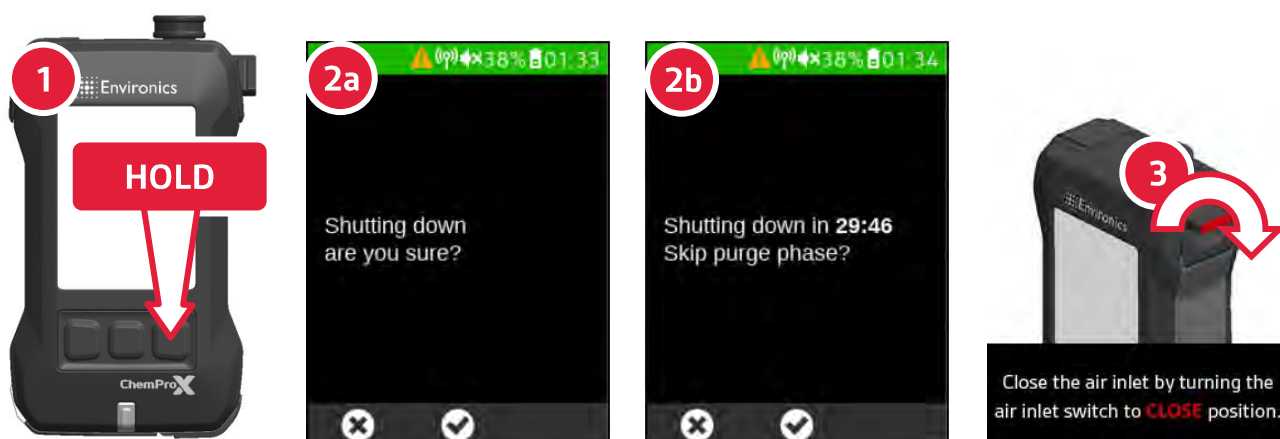 1
Environics
HOLD
ChemProX
2a
38% 01:33
Shutting down
are you sure?
2b
38% 01:34
Shutting down in 29:46
Skip purge phase?
3
Environics
Close the air inlet by turning the
air inlet switch to CLOSE position.